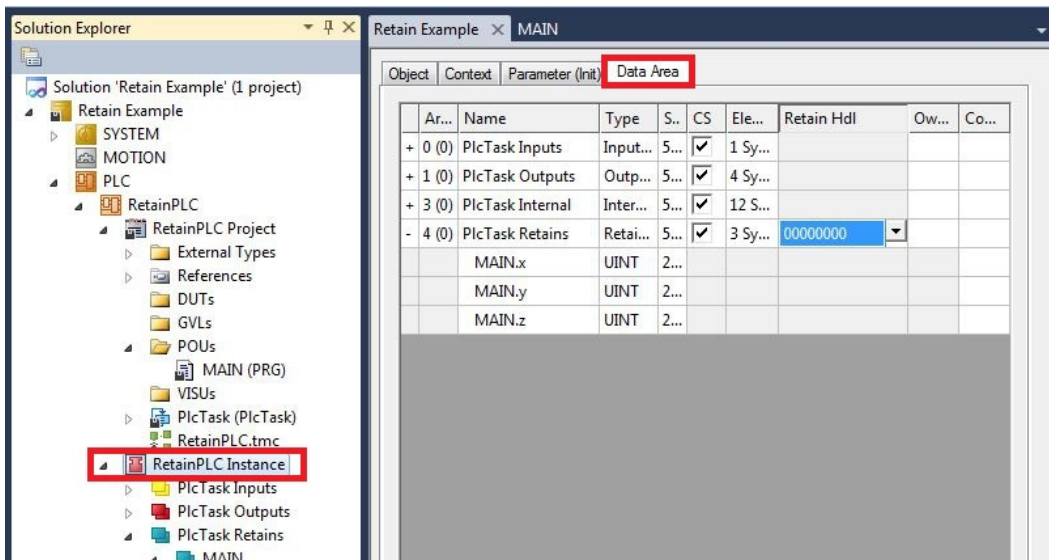 Solution Explorer
Solution 'Retain Example' (1 project)
Retain Example
SYSTEM
MOTION
PLC
RetainPLC
RetainPLC Project
External Types
References
DUTs
GVLs
POUs
MAIN (PRG)
VISUs
PlcTask (PlcTask)
RetainPLC.tmc
RetainPLC Instance
PlcTask Inputs
PlcTask Outputs
PlcTask Retains
MAIN
Retain Example MAIN
Object Context Parameter (Init) Data Area
Ar... Name Type S.. CS Ele... Retain Hdl Ow... Co...
+ 0 (0) PlcTask Inputs Input... 5... 1 Sy...
+ 1 (0) PlcTask Outputs Outp... 5... 4 Sy...
+ 3 (0) PlcTask Internal Inter... 5... 12 S...
- 4 (0) PlcTask Retains Retai... 5... 3 Sy... 00000000
MAIN.x UINT 2...
MAIN.y UINT 2...
MAIN.z UINT 2...